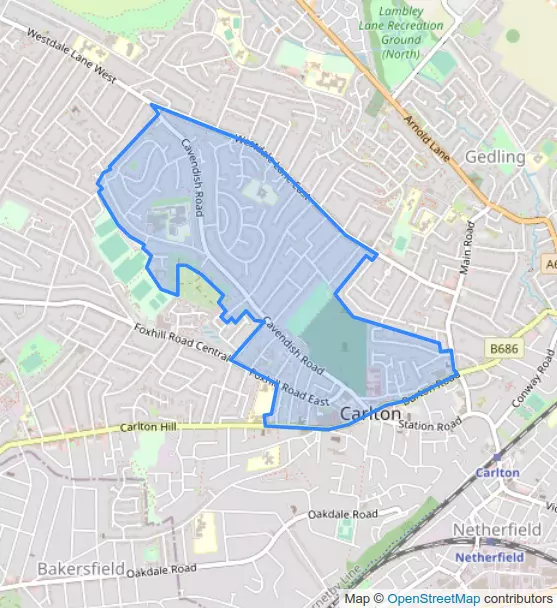 Westdale Lane West
Lambley
Lane Recreation
Ground
(North)
Arnold Lane
Gedling
Westdale Lane East
Cavendish Road
Main Road
A6
B686
Foxhill Road Central
Cavendish Road
Foxhill Road East
Burton Road
Conway Road
Carlton
Station Road
Carlton Hill
Carlton
Oakdale Road
Netherfield
Netherfield
Bakersfield
Oakdale Road
Map © OpenStreetMap contributors